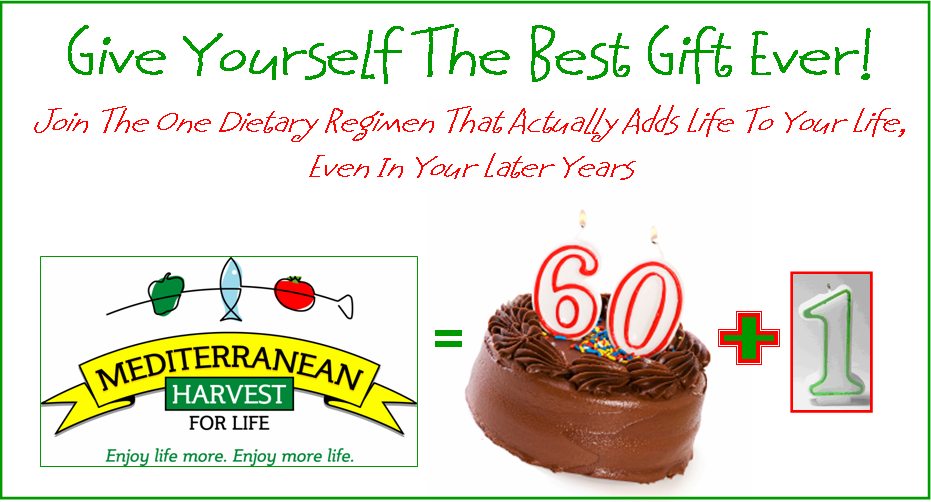 Give Yourself The Best Gift Ever!
Join The One Dietary Regimen That Actually Adds Life To Your Life,
Even In Your Later Years
MEDITERRANEAN
HARVEST
FOR LIFE
Enjoy life more. Enjoy more life.
= 60 + 1